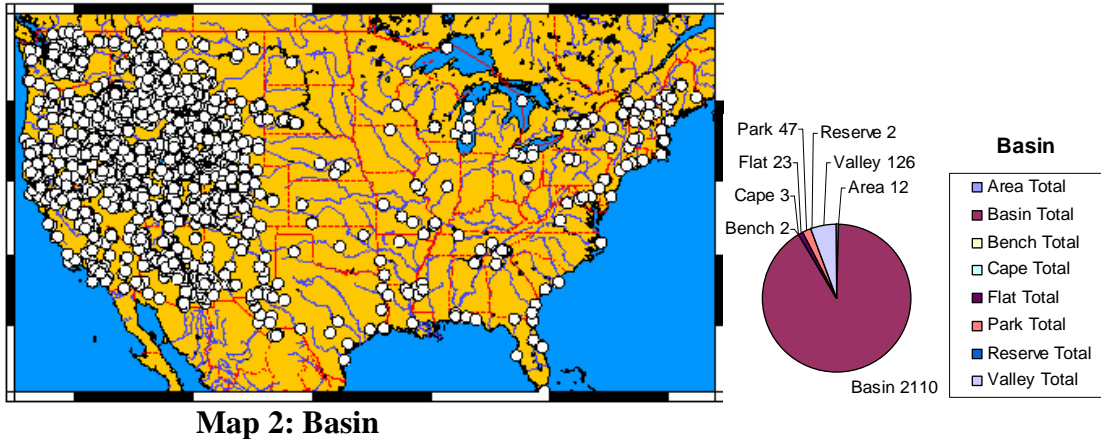 Map 2: Basin
Park 47
Reserve 2
Flat 23
Valley 126
Cape 3
Area 12
Bench 2
Basin 2110
Basin
Area Total
Basin Total
Bench Total
Cape Total
Flat Total
Park Total
Reserve Total
Valley Total